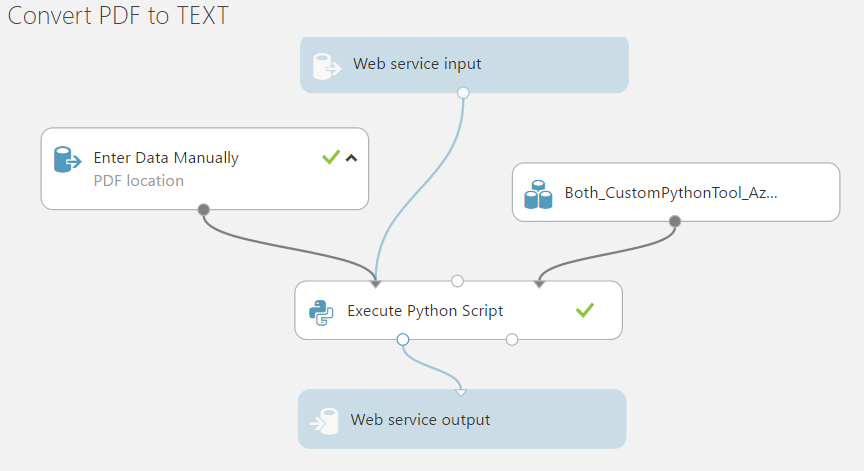 Convert PDF to TEXT
Web service input
Enter Data Manually
PDF location
Both_CustomPythonTool_Az...
Execute Python Script
Web service output